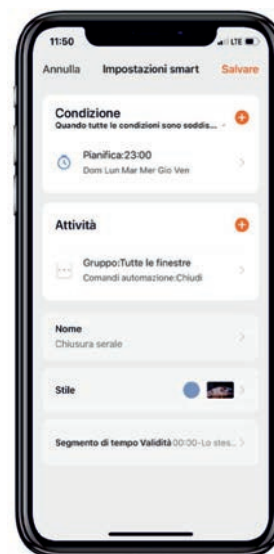 11:50 LTE
Annulla Impostazioni smart Salvare
Condizione
Quando tutte le condizioni sono soddis...
Pianifica:23:00
Dom Lun Mar Mer Gio Ven
Attività
Gruppo:Tutte le finestre
Comandi automazione:Chiudi
Nome
Chiusura serale
Stile
Segmento di tempo Validità 00:00-Lo stes...